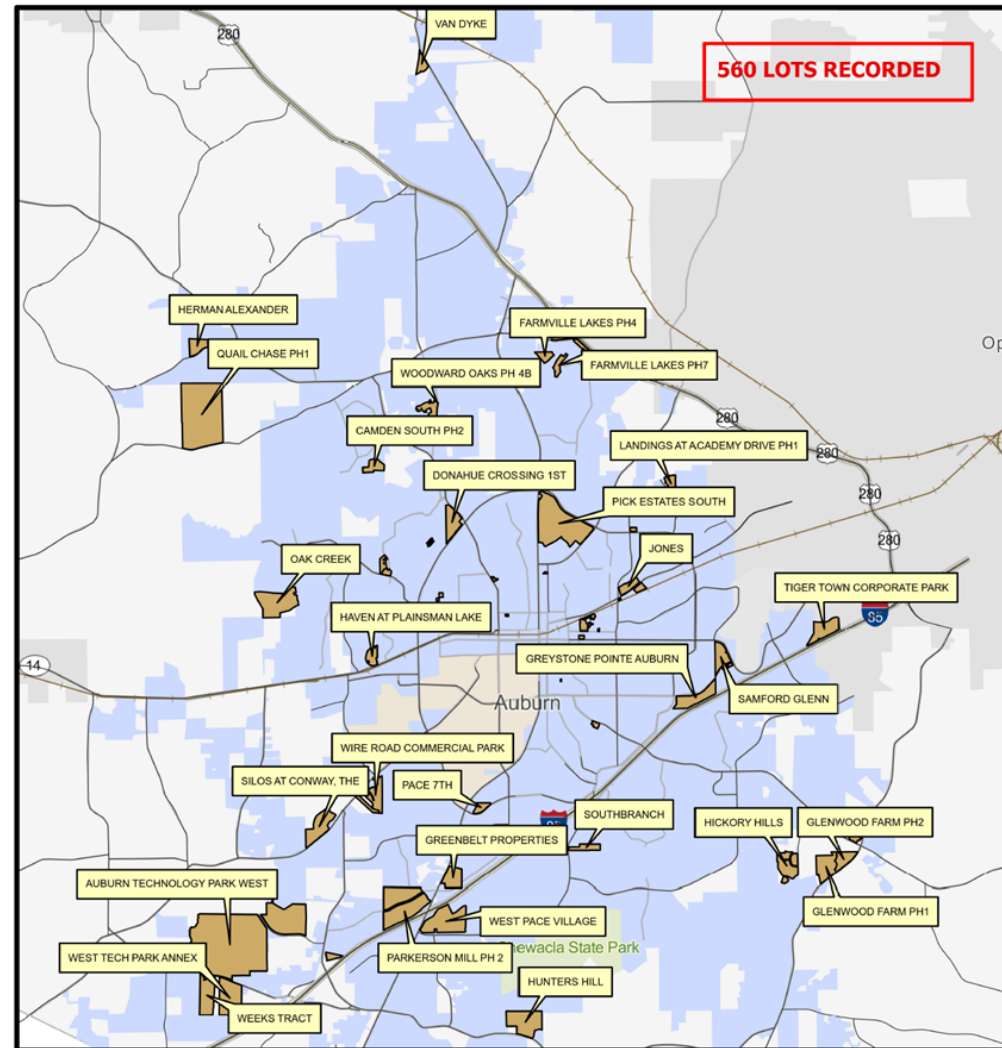 VAN DYKE
280
560 LOTS RECORDED
HERMAN ALEXANDER
FARMVILLE LAKES PH4
QUAIL CHASE PH1
Op
FARMVILLE LAKES PH7
WOODWARD OAKS PH 4B
280
CAMDEN SOUTH PH2
LANDINGS AT ACADEMY DRIVE PH1
280
DONAHUE CROSSING 1ST
280
PICK ESTATES SOUTH
280
JONES
OAK CREEK
TIGER TOWN CORPORATE PARK
85
HAVEN AT PLAINSMAN LAKE
GREYSTONE POINTE AUBURN
14
SAMFORD GLENN
Auburn
WIRE ROAD COMMERCIAL PARK
SILOS AT CONWAY, THE
PACE 7TH
SOUTHBRANCH
HICKORY HILLS
GLENWOOD FARM PH2
GREENBELT PROPERTIES
AUBURN TECHNOLOGY PARK WEST
GLENWOOD FARM PH1
WEST PACE VILLAGE
hewacla State Park
WEST TECH PARK ANNEX
PARKERSON MILL PH 2
HUNTERS HILL
WEEKS TRACT